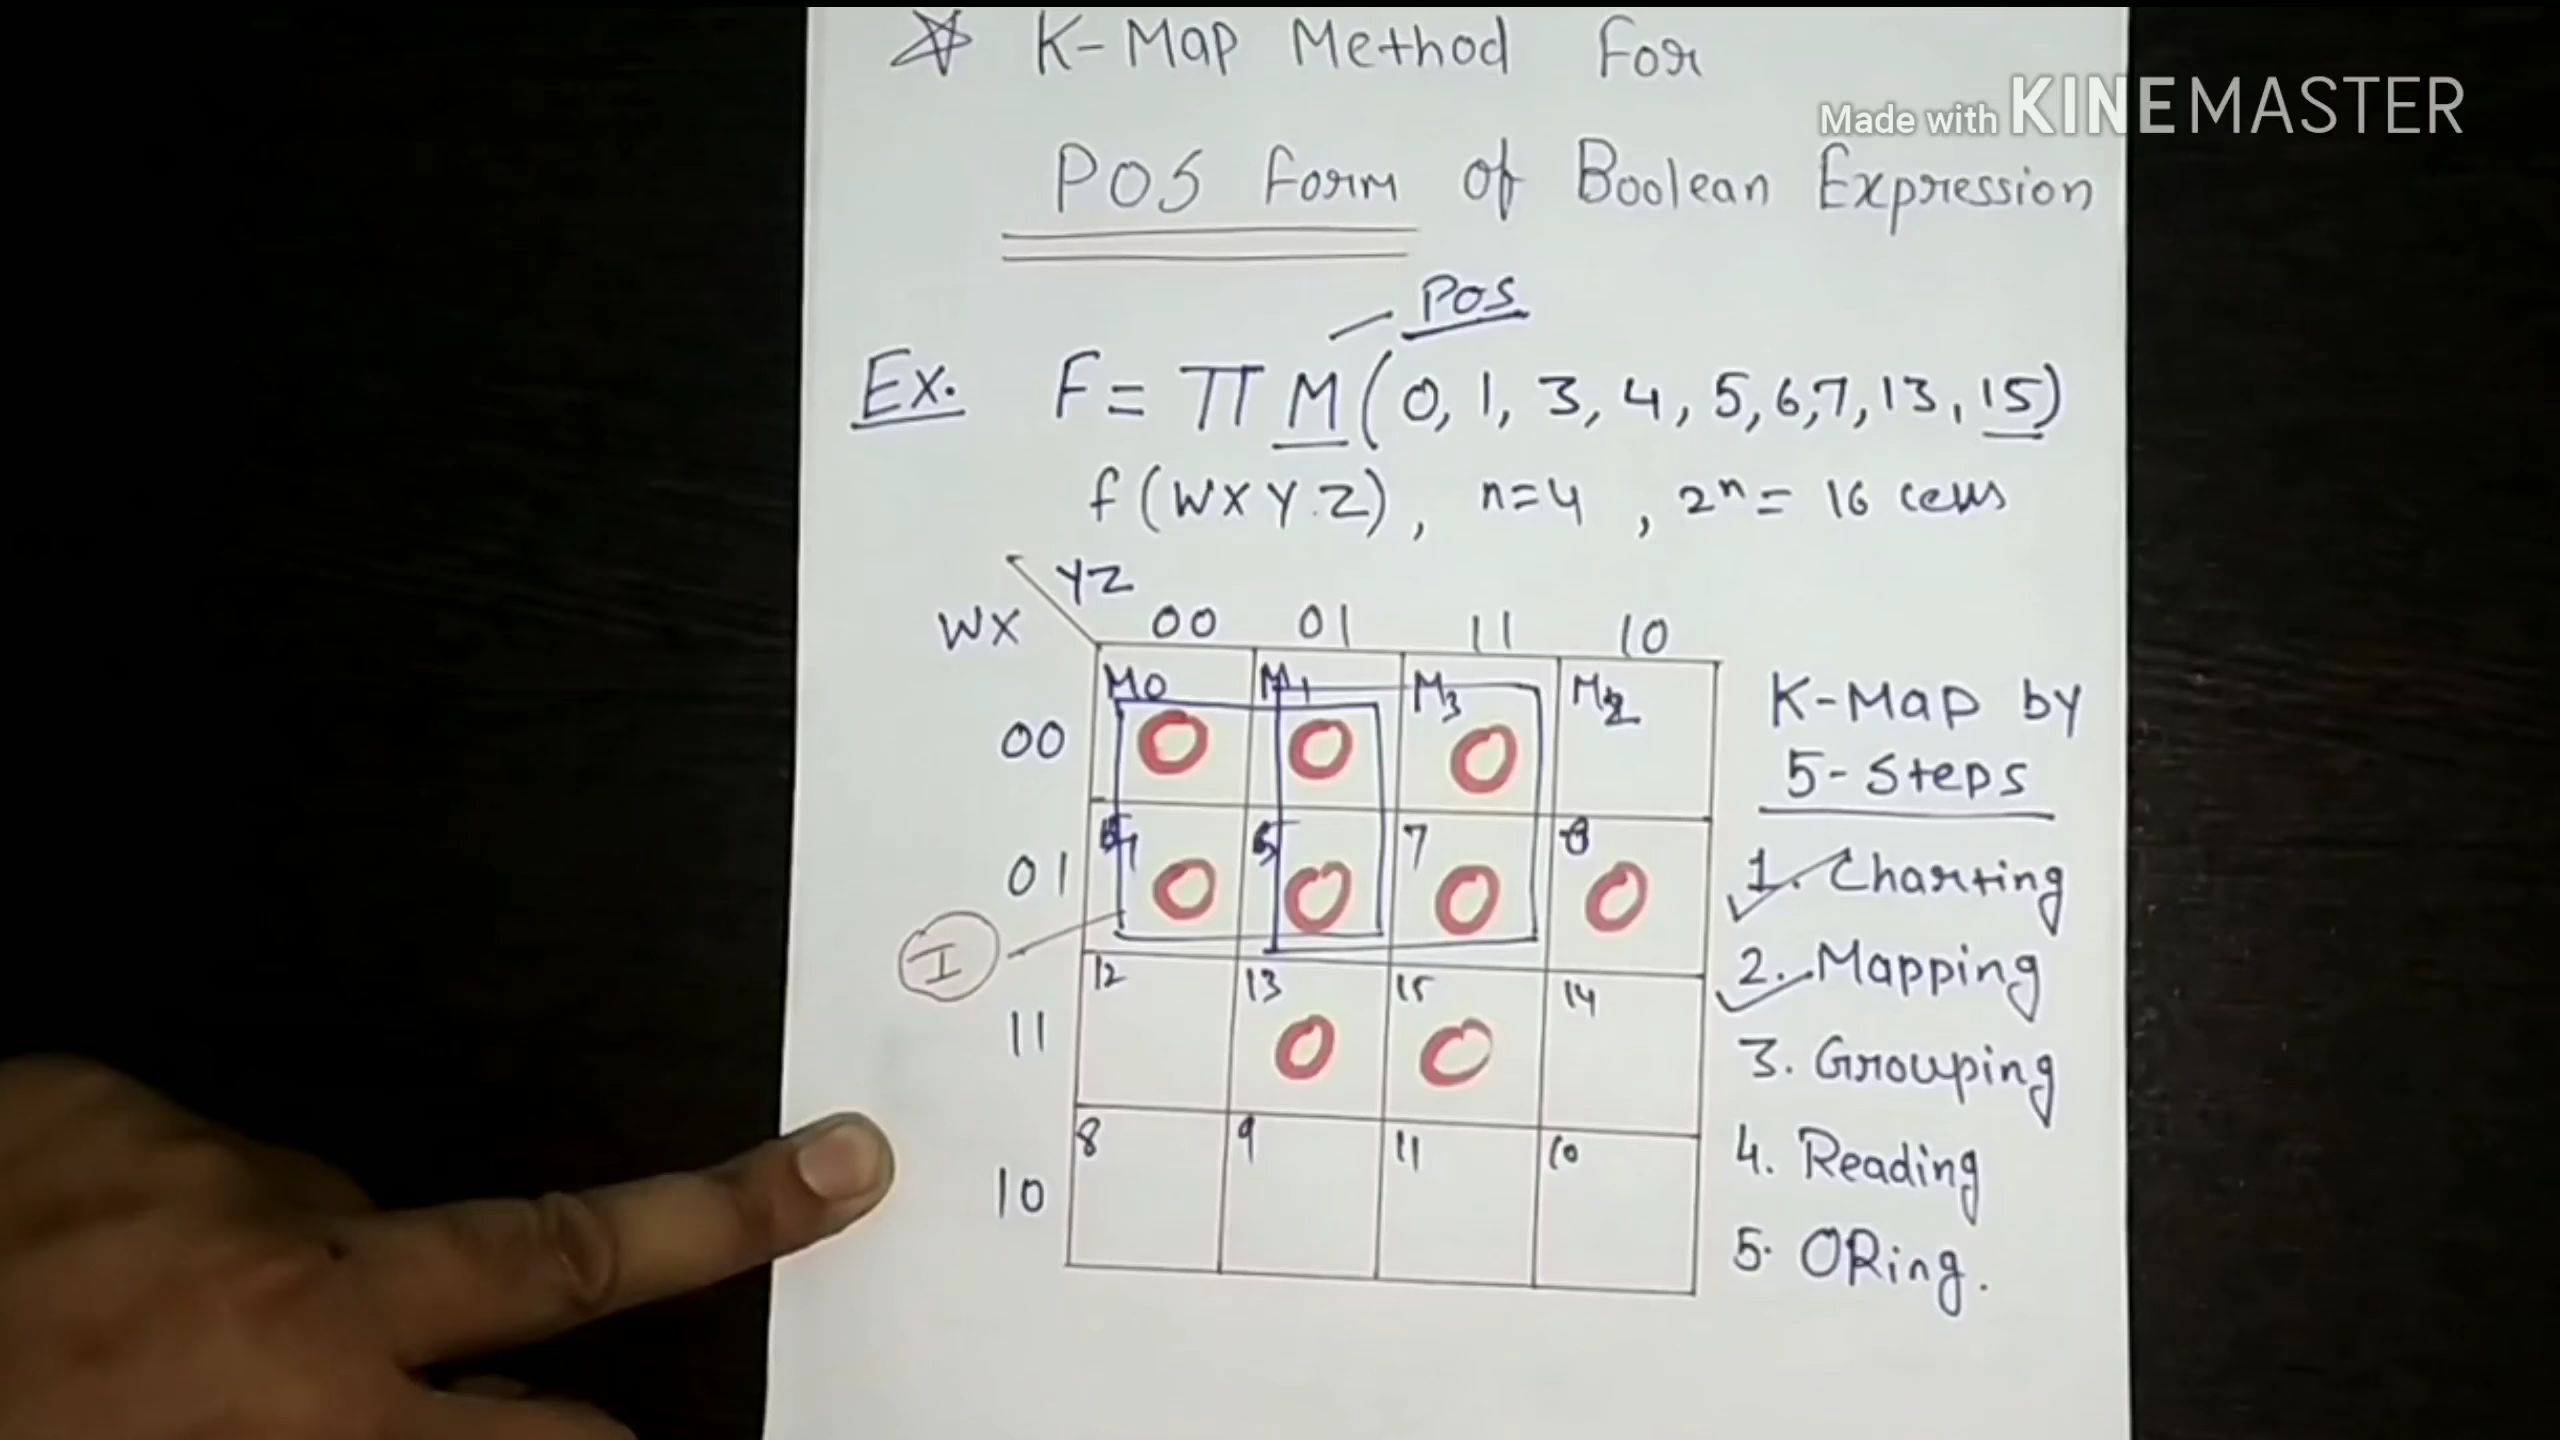 K-Map Method For
Made with KINEMASTER
POS Form of Boolean Expression
POS
Ex. F = π M (0, 1, 3, 4, 5, 6, 7, 13, 15)
f (W X Y Z), n=4, 2ⁿ = 16 cells
YZ
WX 00 01 11 10
M0 M1 M3 M2
00 0 0 0
4 5 7
01 0 0 0 0
I
12 13 15 14
11 0 0
8 9 11 10
10
K-Map by
5-Steps
1. Charting
2. Mapping
3. Grouping
4. Reading
5. ORing.